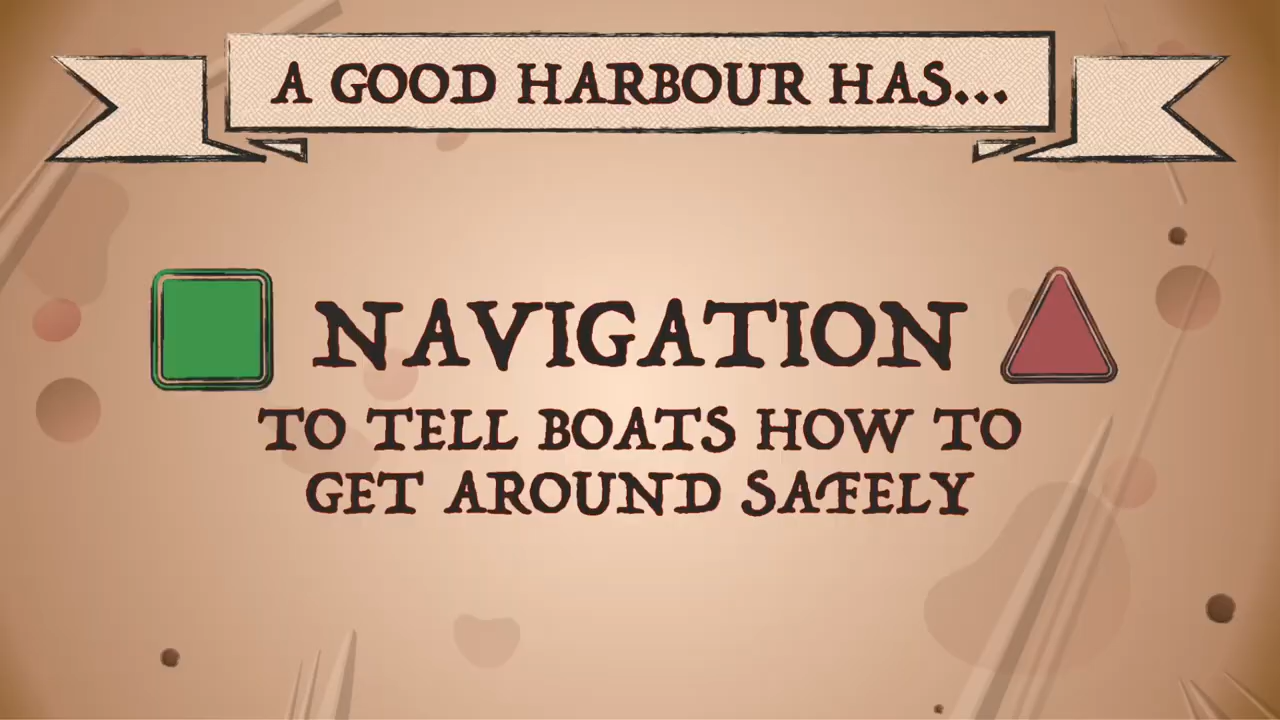 A GOOD HARBOUR HAS...
NAVIGATION
TO TELL BOATS HOW TO
GET AROUND SAFELY